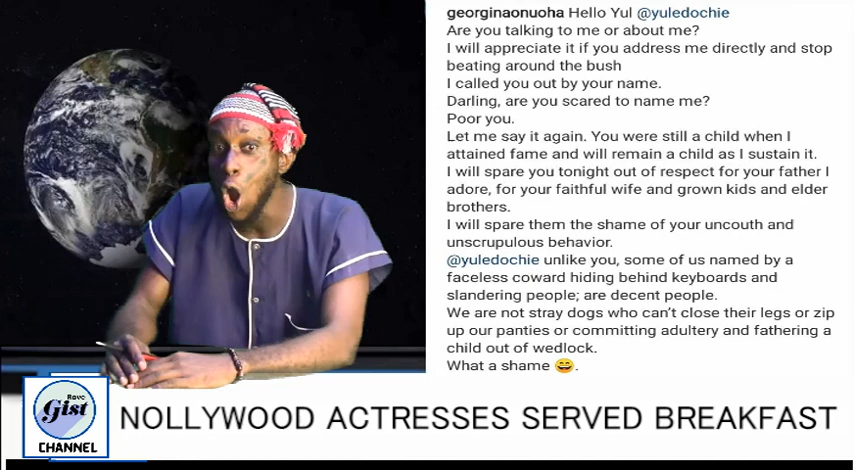 georginaonuoha Hello Yul @yuledochie
Are you talking to me or about me?
I will appreciate it if you address me directly and stop
beating around the bush
I called you out by your name.
Darling, are you scared to name me?
Poor you.
Let me say it again. You were still a child when I
attained fame and will remain a child as I sustain it.
I will spare you tonight out of respect for your father I
adore, for your faithful wife and grown kids and elder
brothers.
I will spare them the shame of your uncouth and
unscrupulous behavior.
@yuledochie unlike you, some of us named by a
faceless coward hiding behind keyboards and
slandering people; are decent people.
We are not stray dogs who can’t close their legs or zip
up our panties or committing adultery and fathering a
child out of wedlock.
What a shame 😄.
Rave
Gist
CHANNEL
NOLLYWOOD ACTRESSES SERVED BREAKFAST